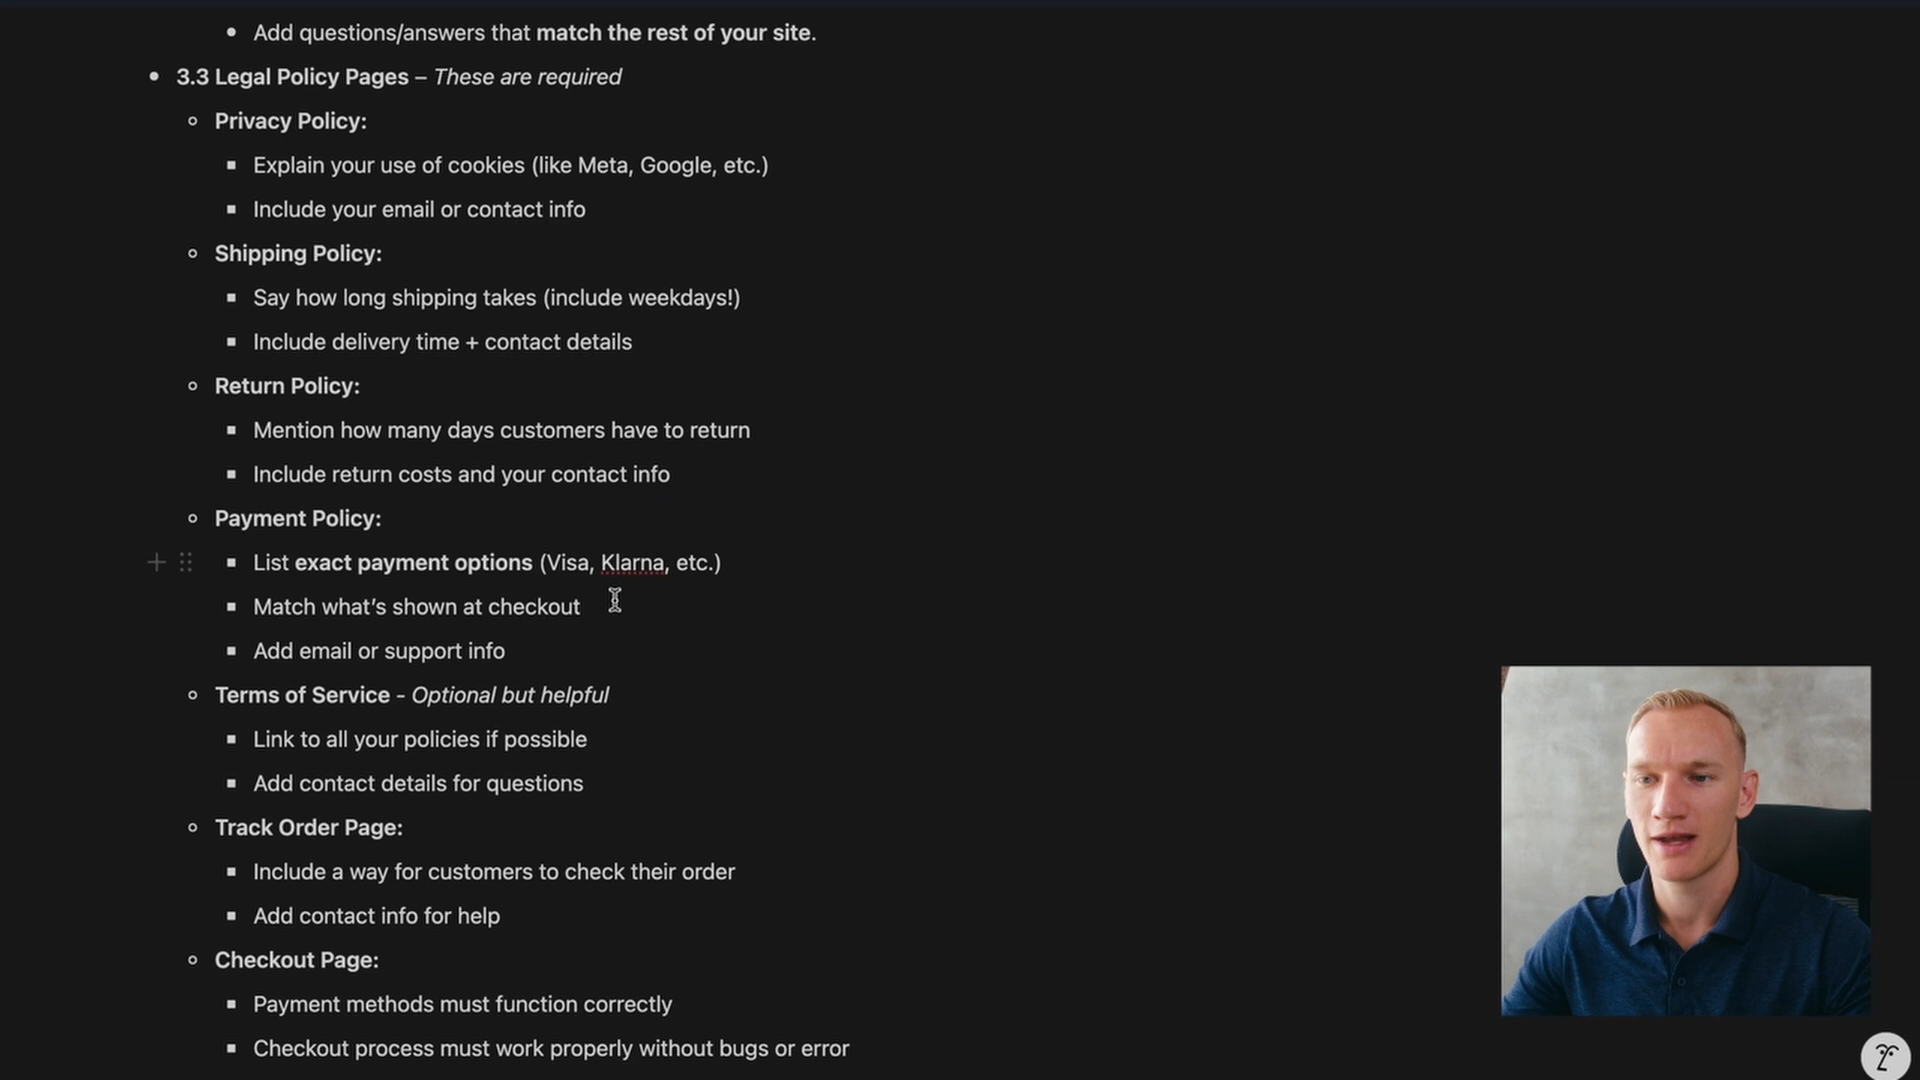 Add questions/answers that match the rest of your site.
3.3 Legal Policy Pages – These are required
Privacy Policy:
Explain your use of cookies (like Meta, Google, etc.)
Include your email or contact info
Shipping Policy:
Say how long shipping takes (include weekdays!)
Include delivery time + contact details
Return Policy:
Mention how many days customers have to return
Include return costs and your contact info
Payment Policy:
List exact payment options (Visa, Klarna, etc.)
Match what’s shown at checkout
Add email or support info
Terms of Service - Optional but helpful
Link to all your policies if possible
Add contact details for questions
Track Order Page:
Include a way for customers to check their order
Add contact info for help
Checkout Page:
Payment methods must function correctly
Checkout process must work properly without bugs or error